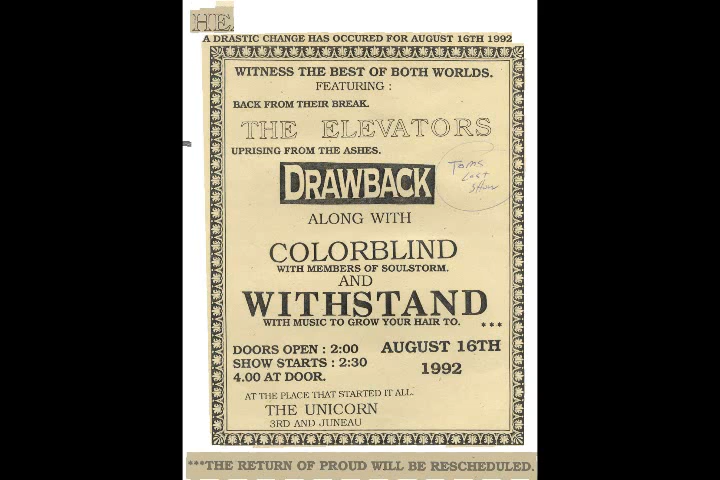 HE.
A DRASTIC CHANGE HAS OCCURED FOR AUGUST 16TH 1992
WITNESS THE BEST OF BOTH WORLDS.
FEATURING :
BACK FROM THEIR BREAK.
THE ELEVATORS
UPRISING FROM THE ASHES.
DRAWBACK
Toms
Last
Show
ALONG WITH
COLORBLIND
WITH MEMBERS OF SOULSTORM.
AND
WITHSTAND
WITH MUSIC TO GROW YOUR HAIR TO. ***
DOORS OPEN : 2:00
SHOW STARTS : 2:30
4.00 AT DOOR.
AUGUST 16TH
1992
AT THE PLACE THAT STARTED IT ALL.
THE UNICORN
3RD AND JUNEAU
***THE RETURN OF PROUD WILL BE RESCHEDULED.